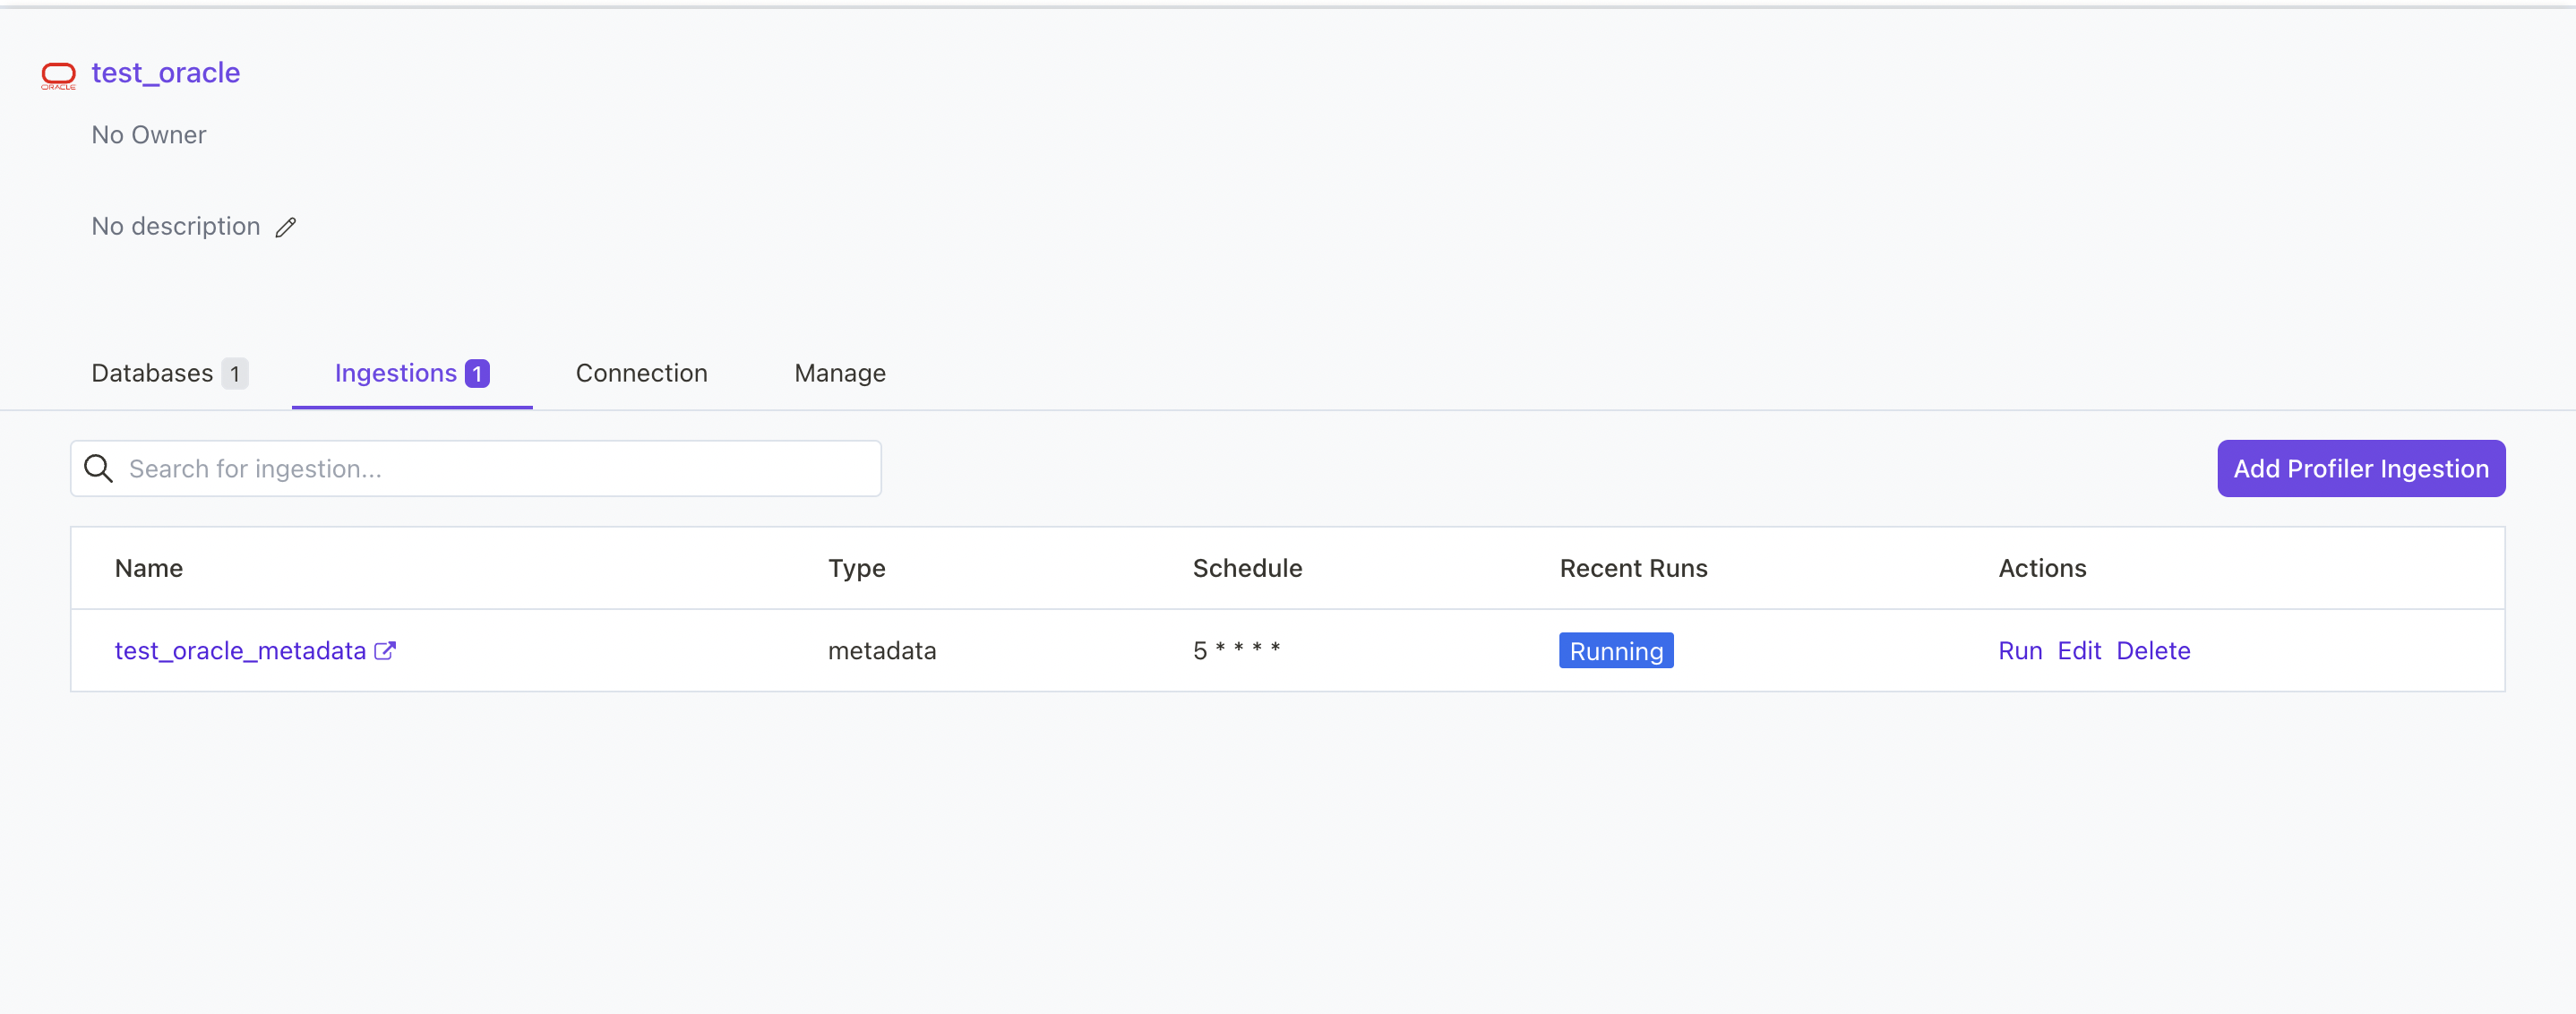 test_oracle
ORACLE
No Owner
No description
Databases 1 Ingestions 1 Connection Manage
Search for ingestion...
Add Profiler Ingestion
Name Type Schedule Recent Runs Actions
test_oracle_metadata metadata 5 * * * * Running Run Edit Delete